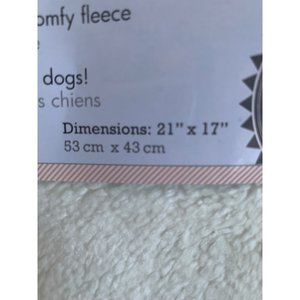 omfy fleece
e
dogs!
s chiens
Dimensions: 21" x 17"
53 cm x 43 cm